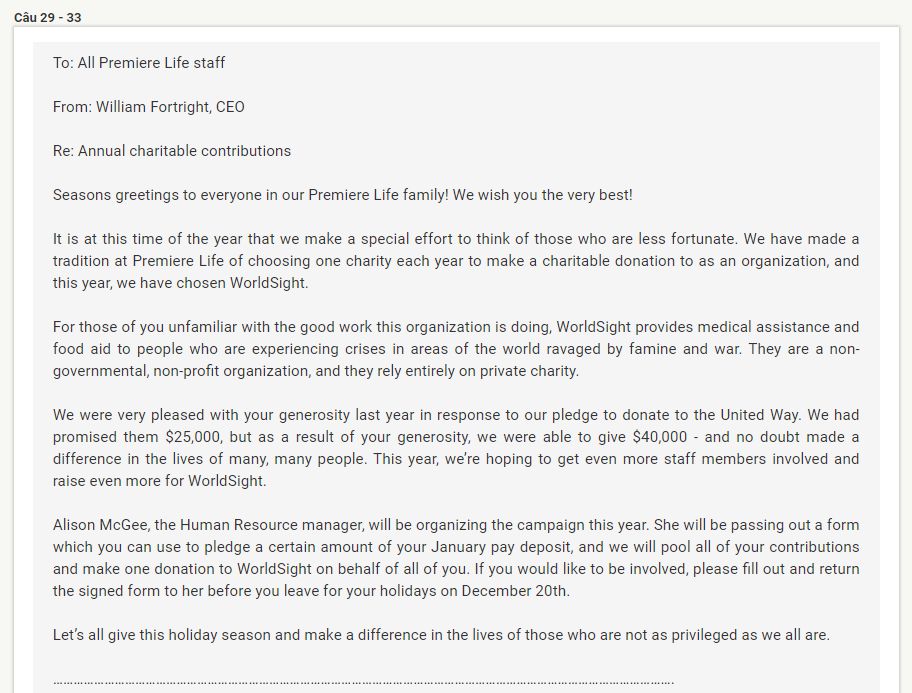 Câu 29 - 33
To: All Premiere Life staff
From: William Fortright, CEO
Re: Annual charitable contributions
Seasons greetings to everyone in our Premiere Life family! We wish you the very best!
It is at this time of the year that we make a special effort to think of those who are less fortunate. We have made a
tradition at Premiere Life of choosing one charity each year to make a charitable donation to as an organization, and
this year, we have chosen WorldSight.
For those of you unfamiliar with the good work this organization is doing, WorldSight provides medical assistance and
food aid to people who are experiencing crises in areas of the world ravaged by famine and war. They are a non-
governmental, non-profit organization, and they rely entirely on private charity.
We were very pleased with your generosity last year in response to our pledge to donate to the United Way. We had
promised them $25,000, but as a result of your generosity, we were able to give $40,000 - and no doubt made a
difference in the lives of many, many people. This year, we’re hoping to get even more staff members involved and
raise even more for WorldSight.
Alison McGee, the Human Resource manager, will be organizing the campaign this year. She will be passing out a form
which you can use to pledge a certain amount of your January pay deposit, and we will pool all of your contributions
and make one donation to WorldSight on behalf of all of you. If you would like to be involved, please fill out and return
the signed form to her before you leave for your holidays on December 20th.
Let’s all give this holiday season and make a difference in the lives of those who are not as privileged as we all are.